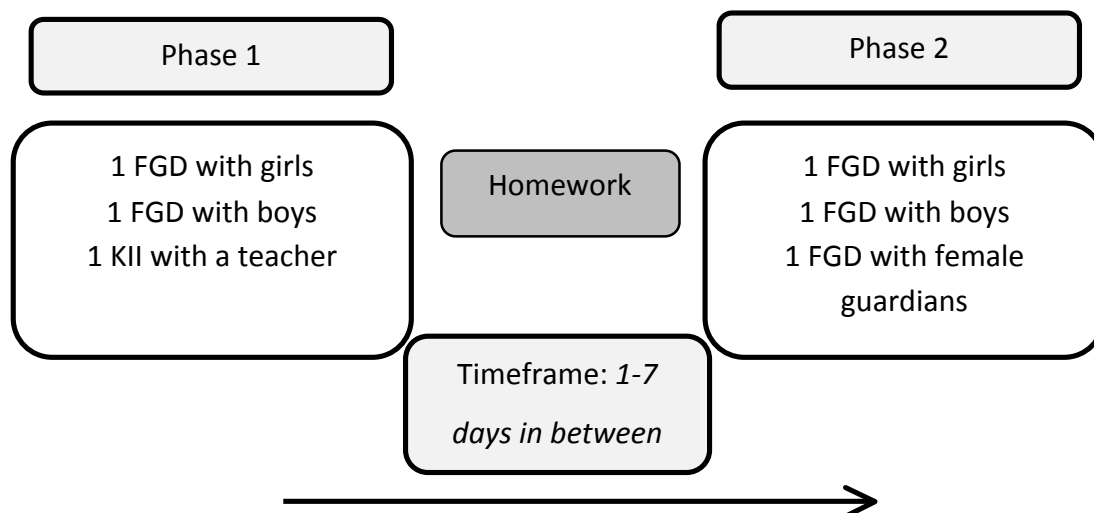 Phase 1
Phase 2
1 FGD with girls
1 FGD with boys
1 KII with a teacher
Homework
1 FGD with girls
1 FGD with boys
1 FGD with female
guardians
Timeframe: 1-7
days in between